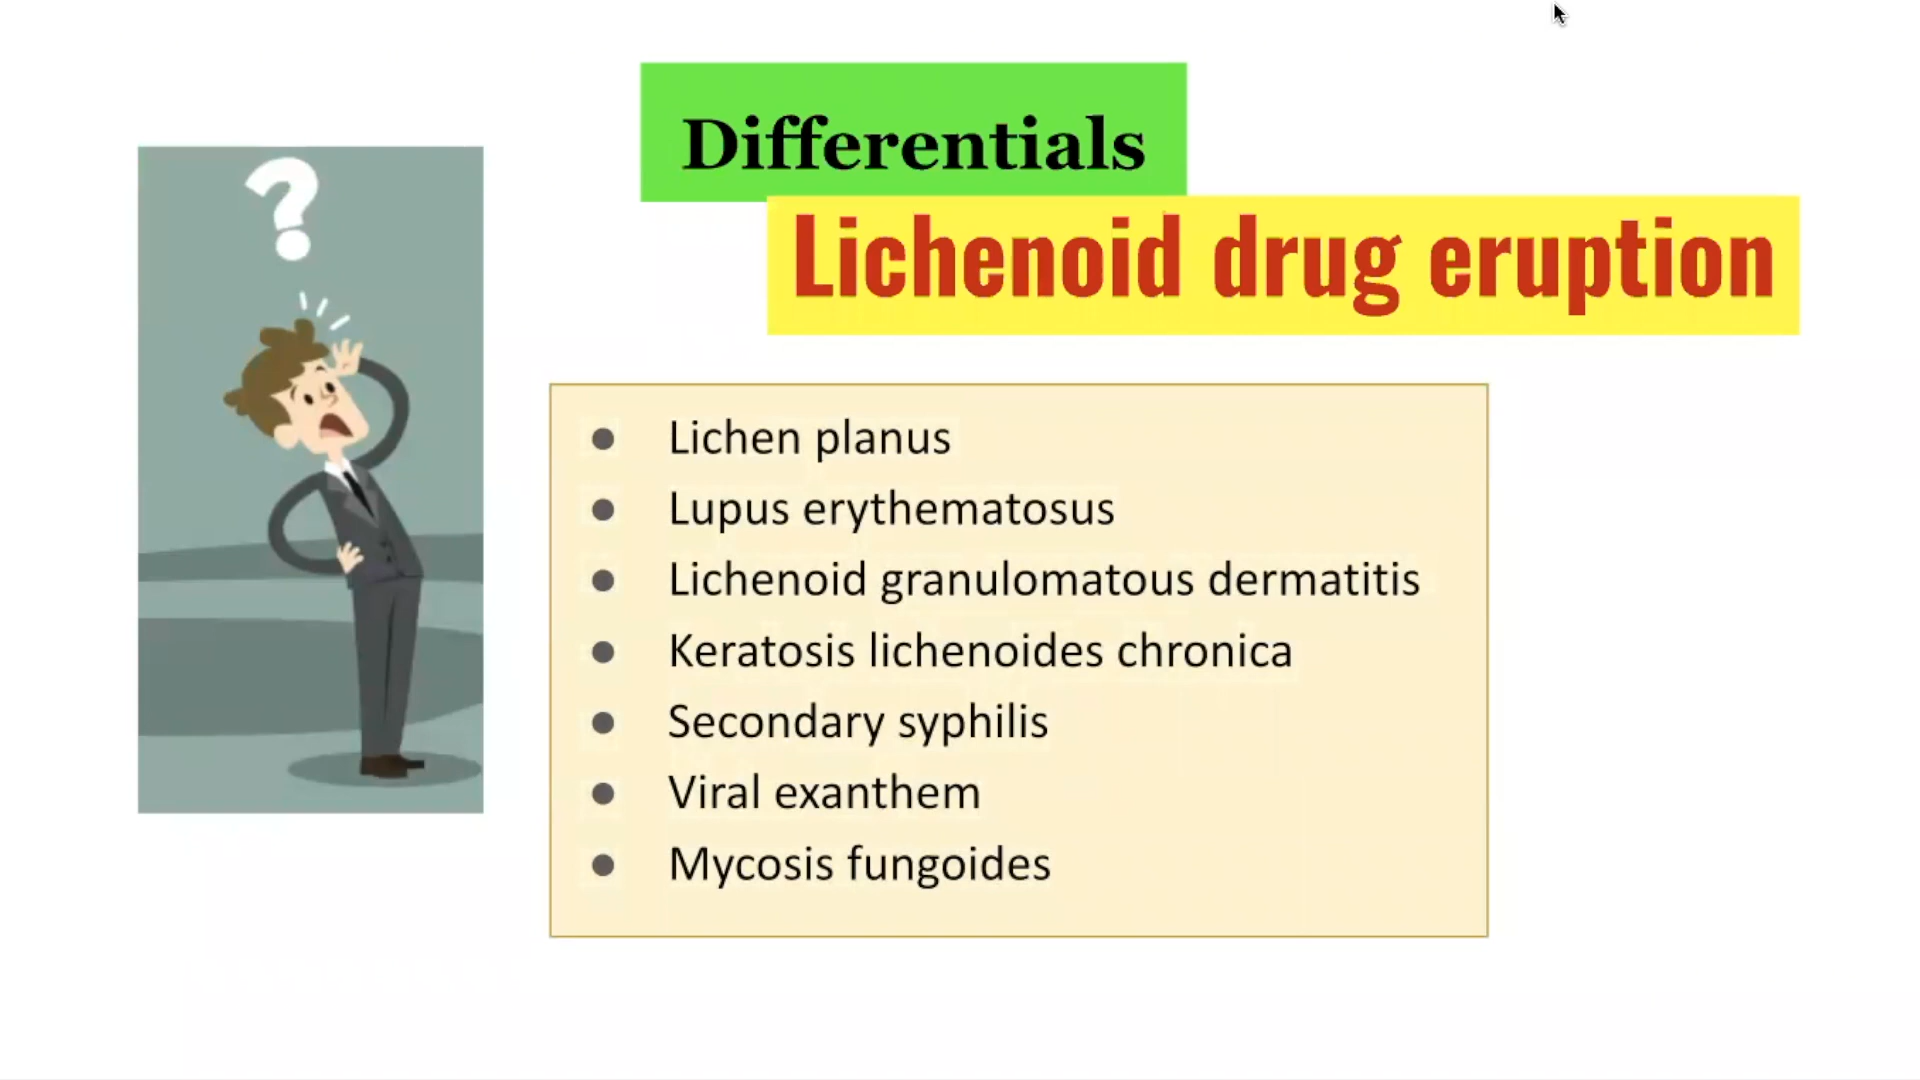 ?
Differentials
Lichenoid drug eruption
● Lichen planus
● Lupus erythematosus
● Lichenoid granulomatous dermatitis
● Keratosis lichenoides chronica
● Secondary syphilis
● Viral exanthem
● Mycosis fungoides